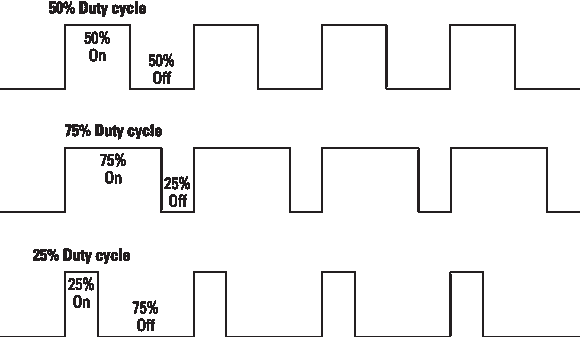 50% Duty cycle
50%
On
50%
Off
75% Duty cycle
75%
On
25%
Off
25% Duty cycle
25%
On
75%
Off